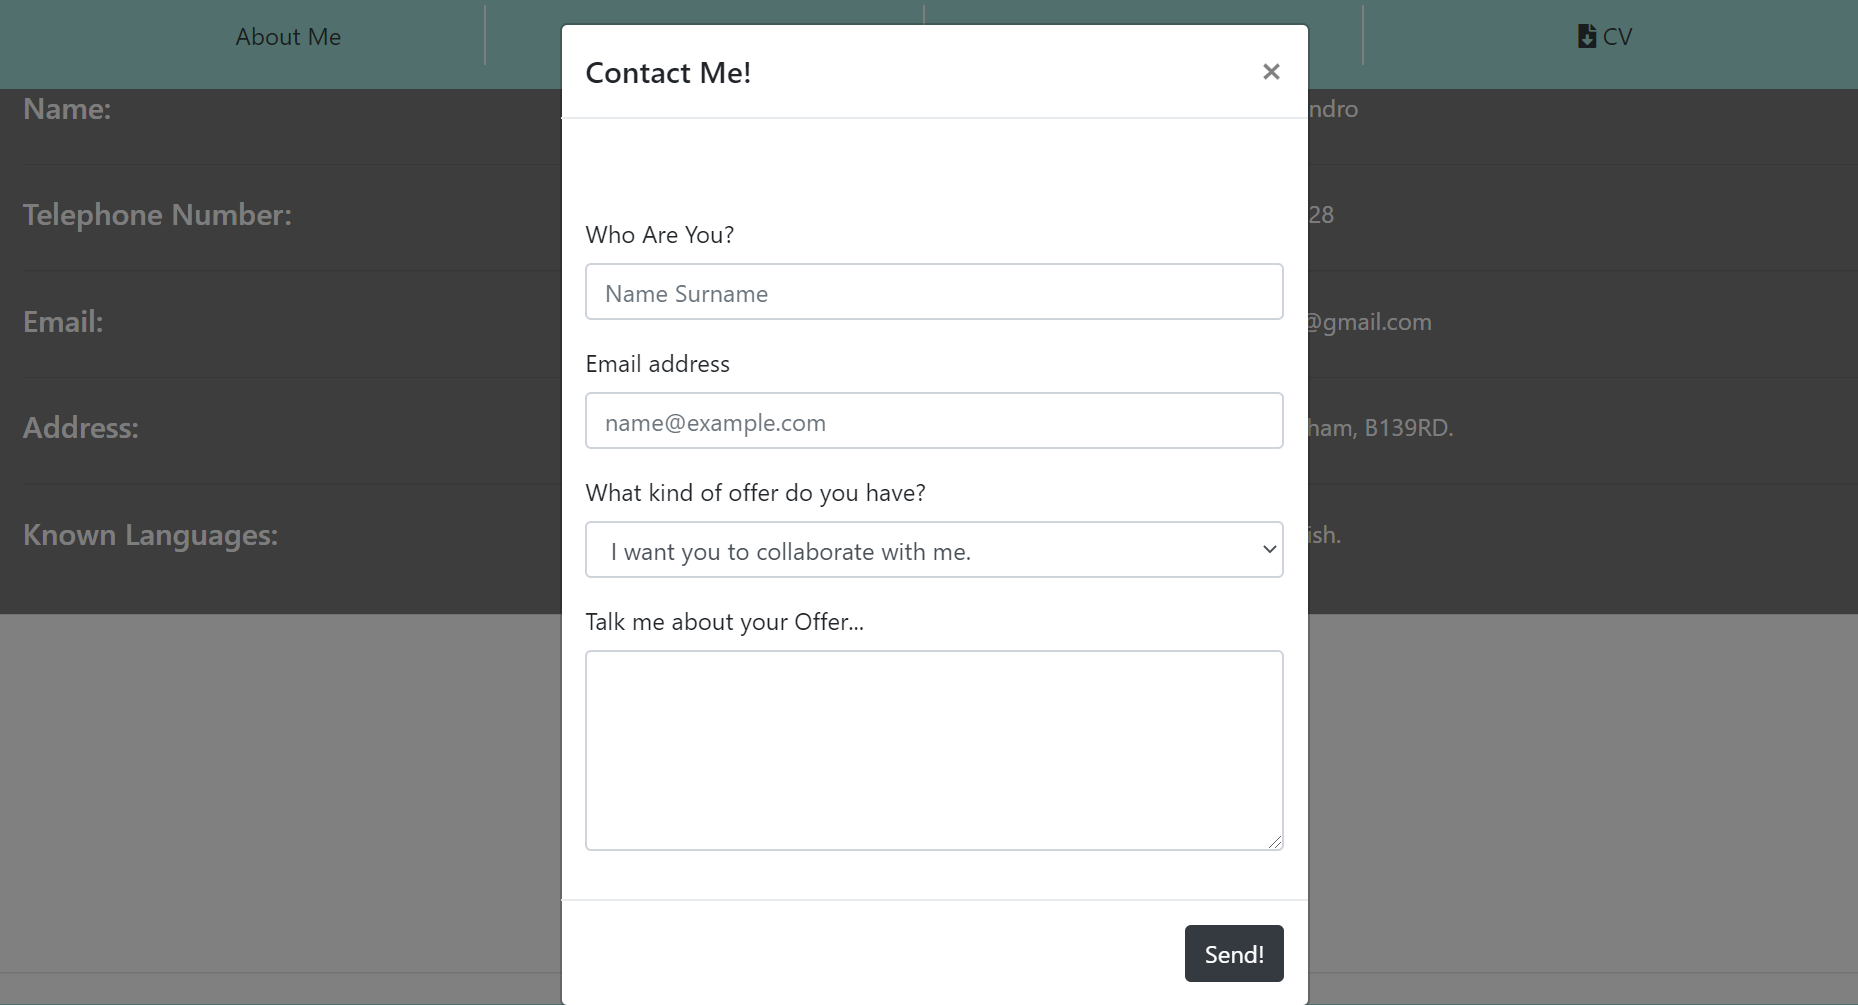 About Me
CV
Contact Me!
×
Name:
ndro
Telephone Number:
28
Who Are You?
Name Surname
Email:
@gmail.com
Email address
name@example.com
Address:
ham, B139RD.
What kind of offer do you have?
I want you to collaborate with me.
Known Languages:
ish.
Talk me about your Offer...
Send!